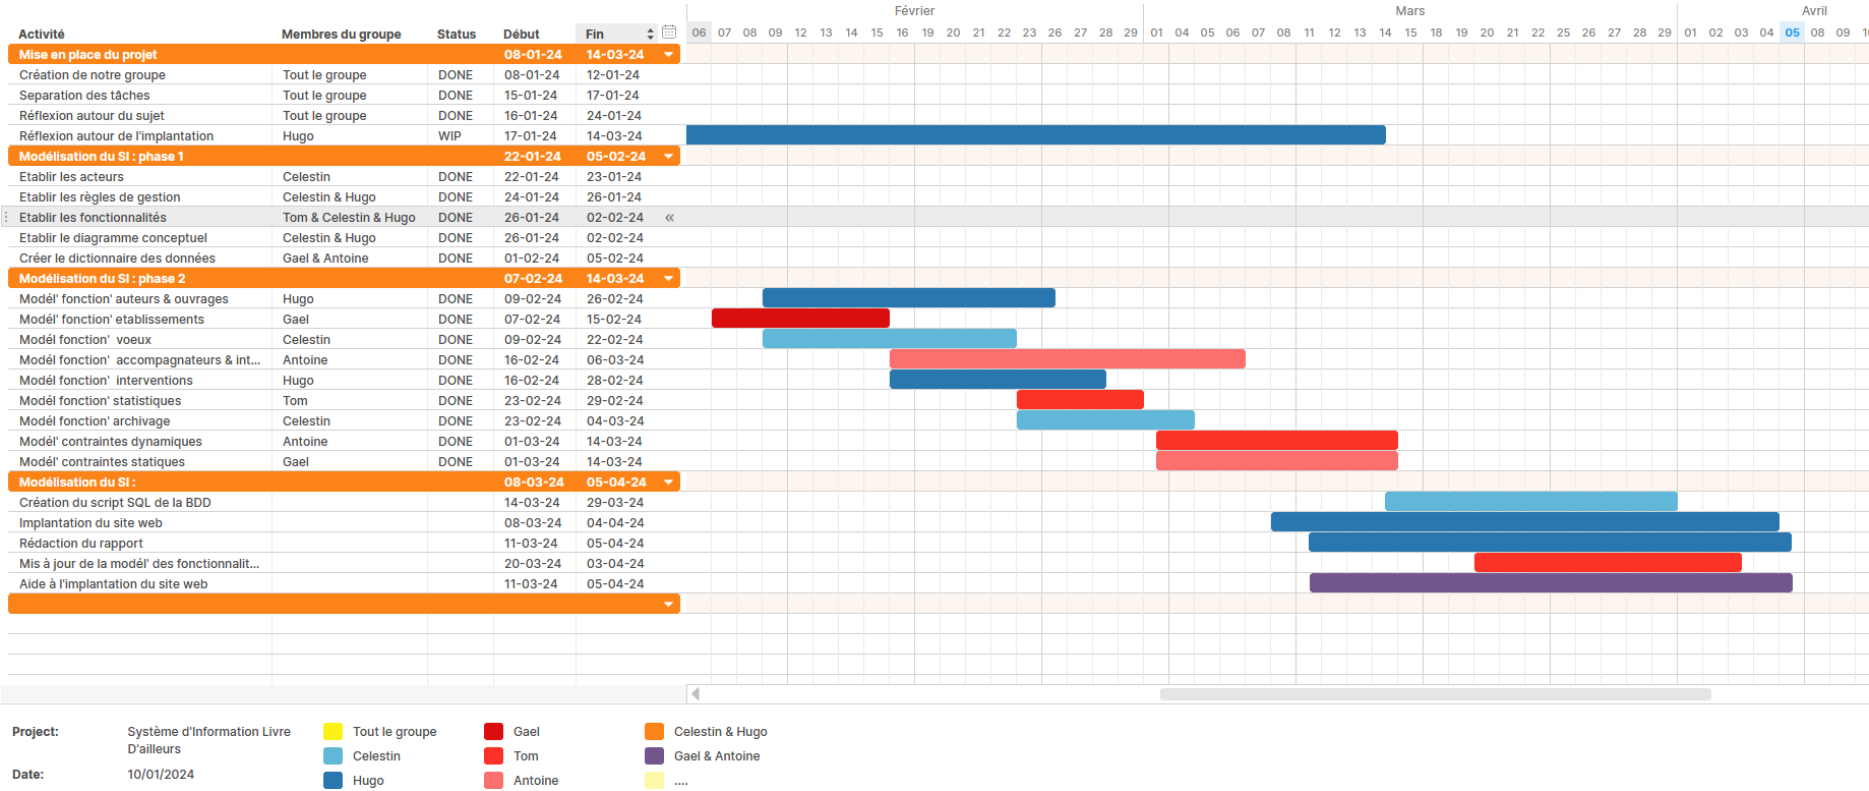 Février Mars Avril
Activité Membres du groupe Status Début Fin 06 07 08 09 12 13 14 15 16 19 20 21 22 23 26 27 28 29 01 04 05 06 07 08 11 12 13 14 15 18 19 20 21 22 25 26 27 28 29 01 02 03 04 05 08 09
Mise en place du projet 08-01-24 14-03-24
Création de notre groupe Tout le groupe DONE 08-01-24 12-01-24
Separation des tâches Tout le groupe DONE 15-01-24 17-01-24
Réflexion autour du sujet Tout le groupe DONE 16-01-24 24-01-24
Réflexion autour de l'implantation Hugo WIP 17-01-24 14-03-24
Modélisation du SI : phase 1 22-01-24 05-02-24
Etablir les acteurs Celestin DONE 22-01-24 23-01-24
Etablir les règles de gestion Celestin & Hugo DONE 24-01-24 26-01-24
Etablir les fonctionnalités Tom & Celestin & Hugo DONE 26-01-24 02-02-24 «
Etablir le diagramme conceptuel Celestin & Hugo DONE 26-01-24 02-02-24
Créer le dictionnaire des données Gael & Antoine DONE 01-02-24 05-02-24
Modélisation du SI : phase 2 07-02-24 14-03-24
Modél' fonction' auteurs & ouvrages Hugo DONE 09-02-24 26-02-24
Modél' fonction' etablissements Gael DONE 07-02-24 15-02-24
Modél fonction' voeux Celestin DONE 09-02-24 22-02-24
Modél fonction' accompagnateurs & int... Antoine DONE 16-02-24 06-03-24
Modél fonction' interventions Hugo DONE 16-02-24 28-02-24
Modél fonction' statistiques Tom DONE 23-02-24 29-02-24
Modél fonction' archivage Celestin DONE 23-02-24 04-03-24
Modél' contraintes dynamiques Antoine DONE 01-03-24 14-03-24
Modél' contraintes statiques Gael DONE 01-03-24 14-03-24
Modélisation du SI : 08-03-24 05-04-24
Création du script SQL de la BDD 14-03-24 29-03-24
Implantation du site web 08-03-24 04-04-24
Rédaction du rapport 11-03-24 05-04-24
Mis à jour de la modél' des fonctionnalit... 20-03-24 03-04-24
Aide à l'implantation du site web 11-03-24 05-04-24
Project: Système d'Information Livre
D'ailleurs
Date: 10/01/2024
Tout le groupe
Celestin
Hugo
Gael
Tom
Antoine
Celestin & Hugo
Gael & Antoine
....